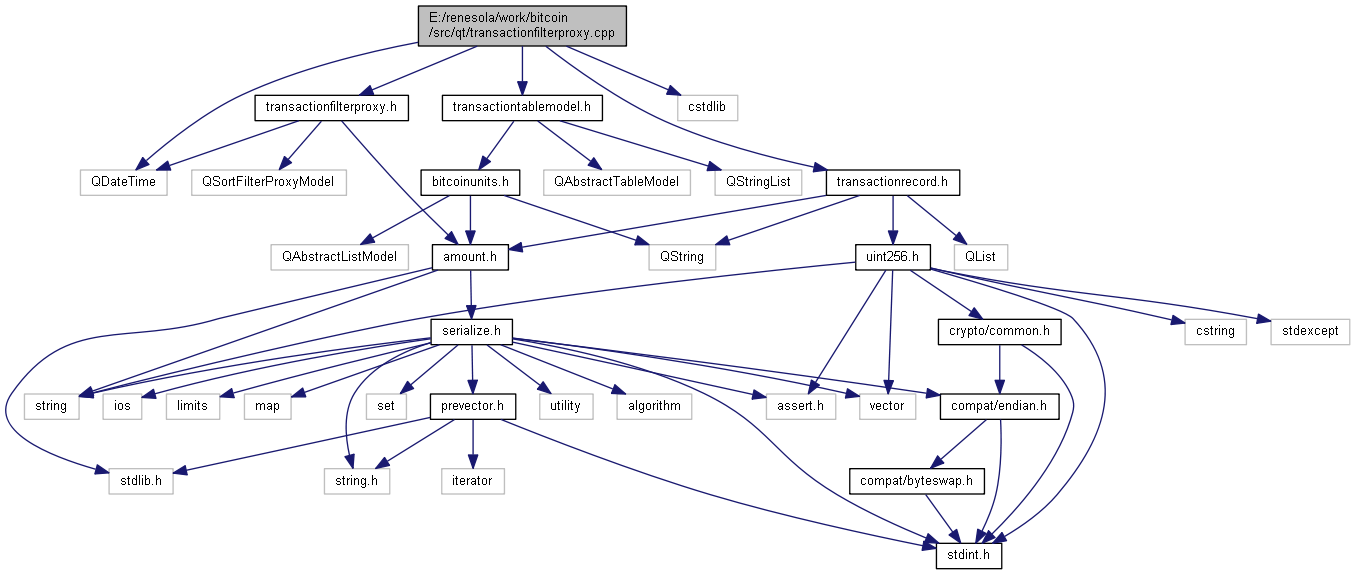 E:/renesola/work/bitcoin
/src/qt/transactionfilterproxy.cpp
transactionfilterproxy.h
transactiontablemodel.h
cstdlib
QDateTime
QSortFilterProxyModel
bitcoinunits.h
QAbstractTableModel
QStringList
transactionrecord.h
QAbstractListModel
amount.h
QString
uint256.h
QList
serialize.h
crypto/common.h
cstring
stdexcept
string
ios
limits
map
set
prevector.h
utility
algorithm
assert.h
vector
compat/endian.h
stdlib.h
string.h
iterator
compat/byteswap.h
stdint.h